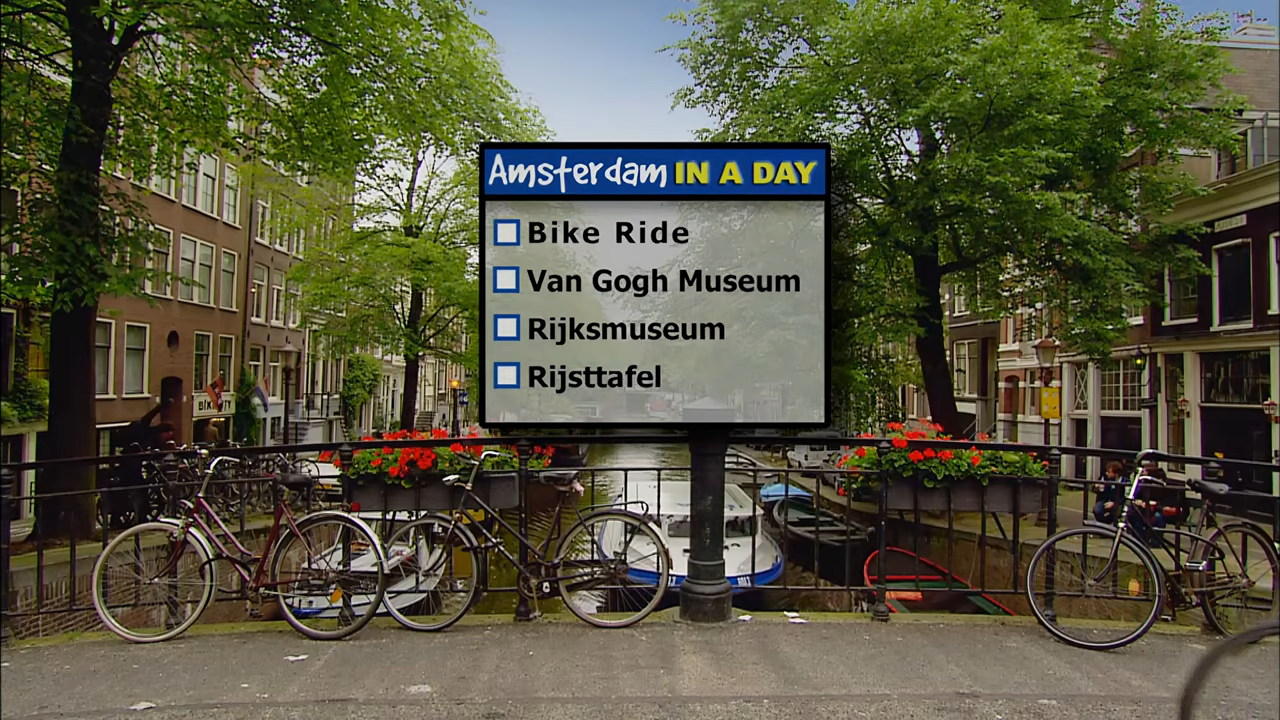 Amsterdam IN A DAY
Bike Ride
Van Gogh Museum
Rijksmuseum
Rijsttafel